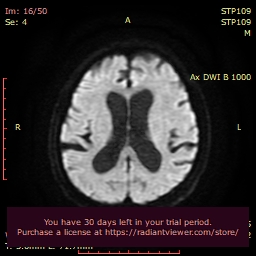 Im: 16/50
Se: 4
A
STP109
STP109
M
Ax DWI B 1000
R
L
You have 30 days left in your trial period.
Purchase a license at https://radiantviewer.com/store/